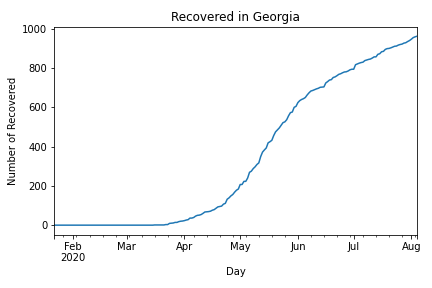 Recovered in Georgia
Number of Recovered
1000
800
600
400
200
0
Feb
2020
Mar
Apr
May
Jun
Jul
Aug
Day